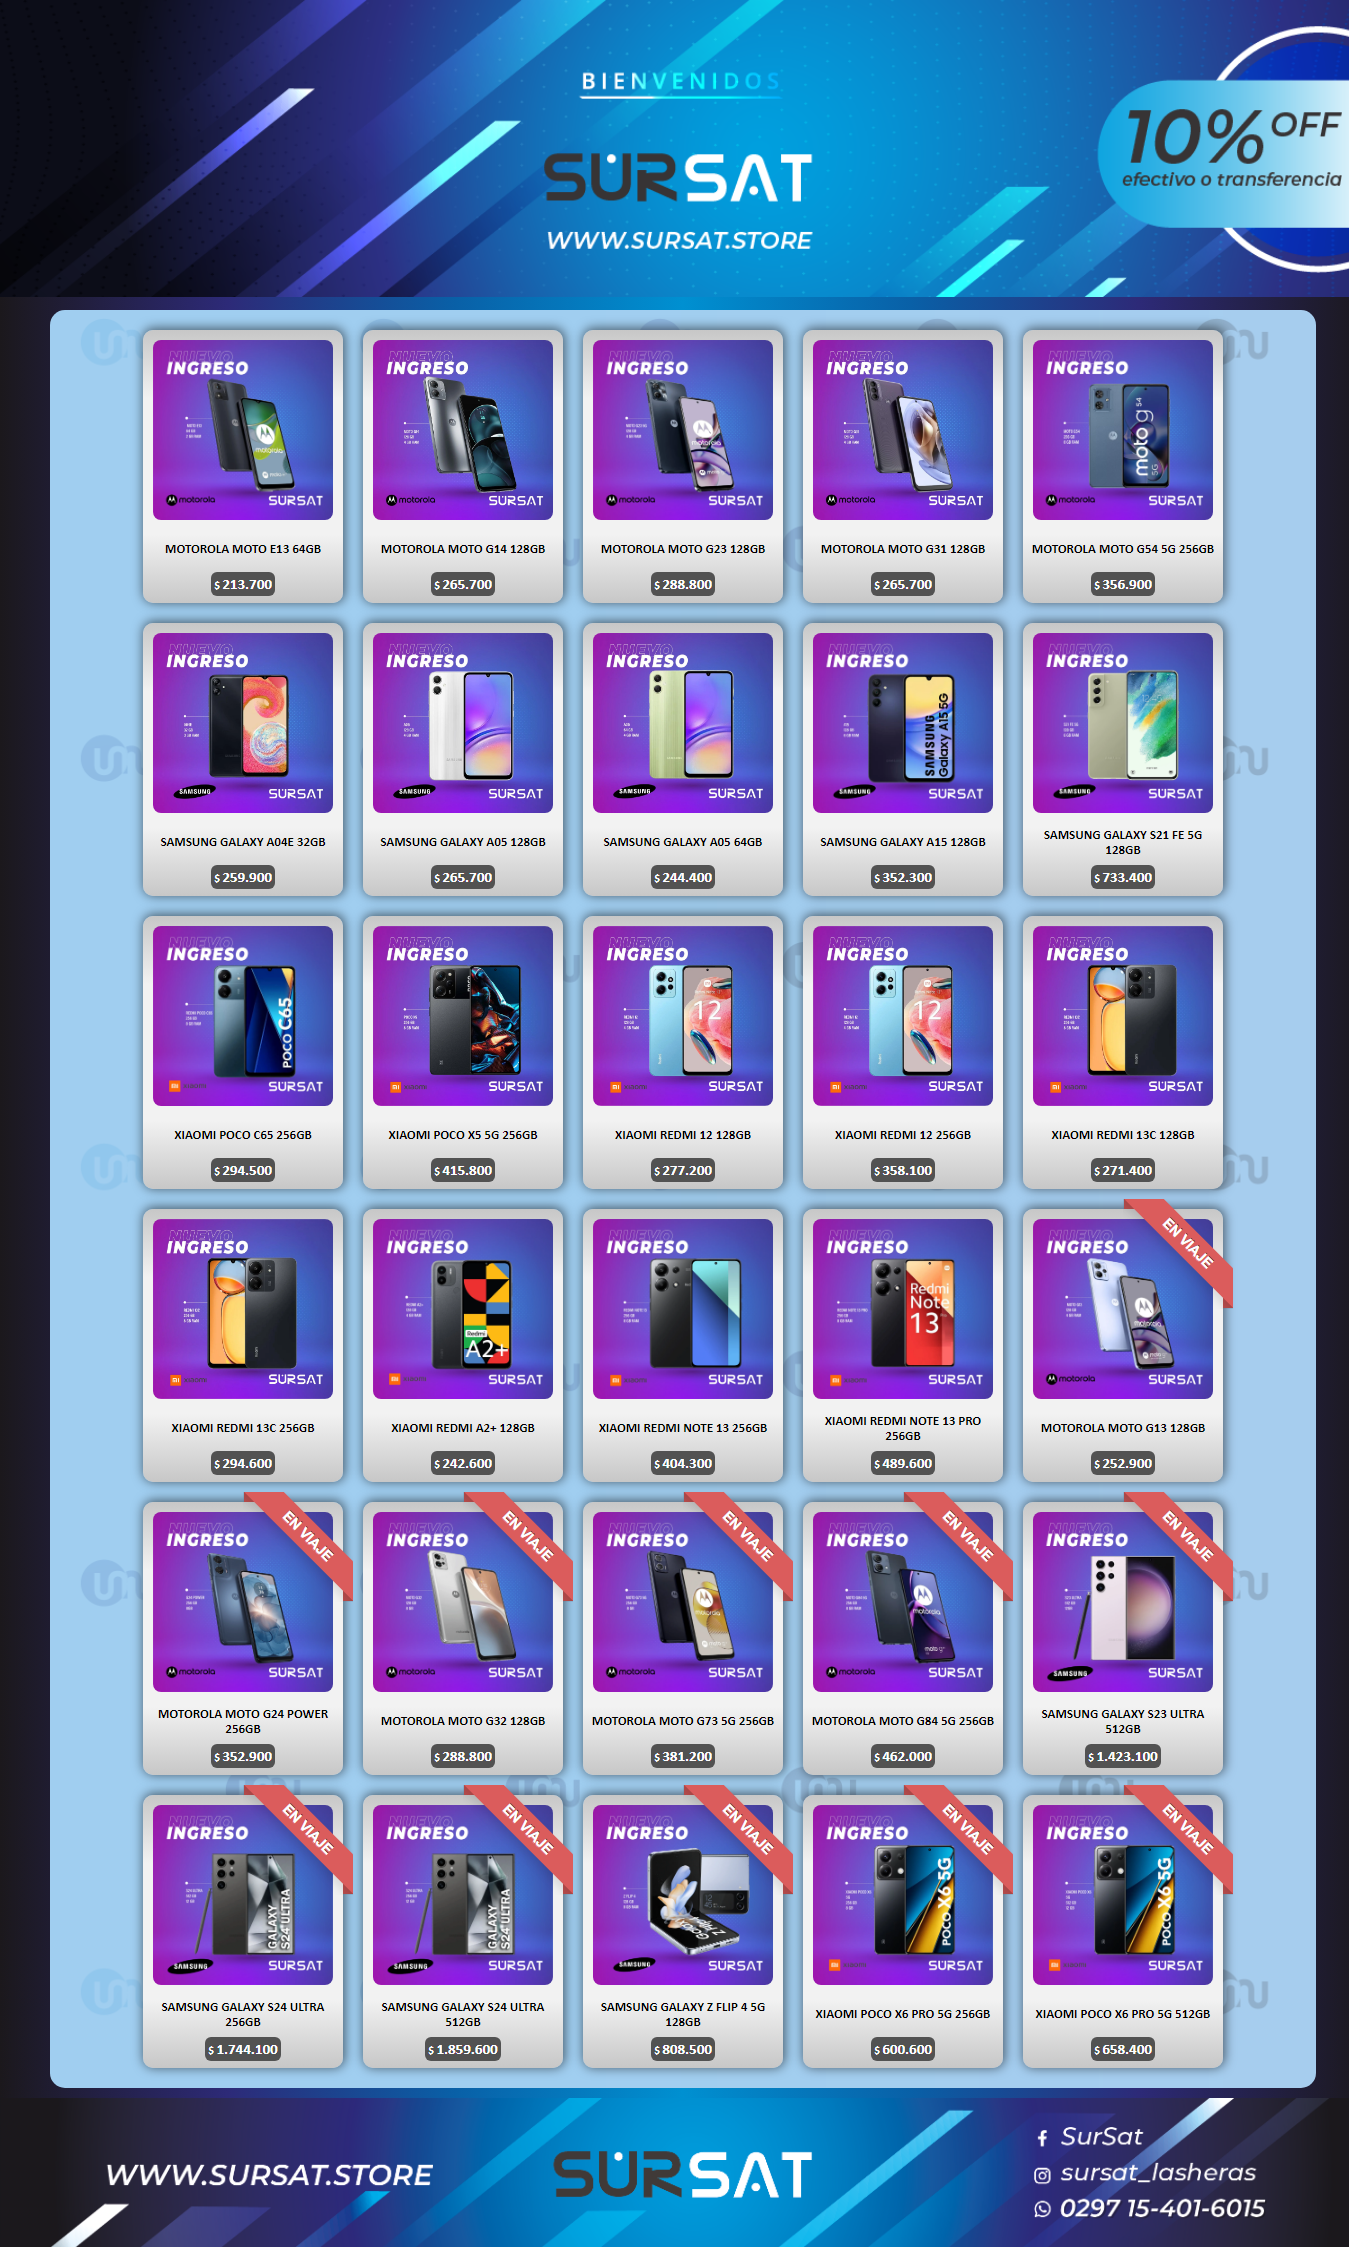 BIENVENIDOS
SURSAT
WWW.SURSAT.STORE
10% OFF
efectivo o transferencia
NUEVO
INGRESO
motorola
SURSAT
MOTOROLA MOTO E13 64GB
$ 213.700
NUEVO
INGRESO
motorola
SURSAT
MOTOROLA MOTO G14 128GB
$ 265.700
NUEVO
INGRESO
motorola
SURSAT
MOTOROLA MOTO G23 128GB
$ 288.800
NUEVO
INGRESO
motorola
SURSAT
MOTOROLA MOTO G31 128GB
$ 265.700
NUEVO
INGRESO
moto g54
5G
motorola
SURSAT
MOTOROLA MOTO G54 5G 256GB
$ 356.900
NUEVO
INGRESO
SAMSUNG
SURSAT
SAMSUNG GALAXY A04E 32GB
$ 259.900
NUEVO
INGRESO
SAMSUNG
SURSAT
SAMSUNG GALAXY A05 128GB
$ 265.700
NUEVO
INGRESO
SAMSUNG
SURSAT
SAMSUNG GALAXY A05 64GB
$ 244.400
NUEVO
INGRESO
SAMSUNG
Galaxy A15 5G
SAMSUNG
SURSAT
SAMSUNG GALAXY A15 128GB
$ 352.300
NUEVO
INGRESO
SURSAT
SAMSUNG GALAXY S21 FE 5G
128GB
$ 733.400
NUEVO
INGRESO
POCO C65
SURSAT
XIAOMI POCO C65 256GB
$ 294.500
NUEVO
INGRESO
SURSAT
XIAOMI POCO X5 5G 256GB
$ 415.800
NUEVO
INGRESO
12
SURSAT
XIAOMI REDMI 12 128GB
$ 277.200
NUEVO
INGRESO
12
SURSAT
XIAOMI REDMI 12 256GB
$ 358.100
NUEVO
INGRESO
SURSAT
XIAOMI REDMI 13C 128GB
$ 271.400
NUEVO
INGRESO
SURSAT
XIAOMI REDMI 13C 256GB
$ 294.600
NUEVO
INGRESO
Redmi
A2+
SURSAT
XIAOMI REDMI A2+ 128GB
$ 242.600
NUEVO
INGRESO
SURSAT
XIAOMI REDMI NOTE 13 256GB
$ 404.300
NUEVO
INGRESO
Redmi
Note
13
SURSAT
XIAOMI REDMI NOTE 13 PRO
256GB
$ 489.600
EN VIAJE
NUEVO
INGRESO
motorola
SURSAT
MOTOROLA MOTO G13 128GB
$ 252.900
EN VIAJE
NUEVO
INGRESO
motorola
SURSAT
MOTOROLA MOTO G24 POWER
256GB
$ 352.900
EN VIAJE
NUEVO
INGRESO
motorola
SURSAT
MOTOROLA MOTO G32 128GB
$ 288.800
EN VIAJE
NUEVO
INGRESO
motorola
SURSAT
MOTOROLA MOTO G73 5G 256GB
$ 381.200
EN VIAJE
NUEVO
INGRESO
motorola
SURSAT
MOTOROLA MOTO G84 5G 256GB
$ 462.000
EN VIAJE
NUEVO
INGRESO
SAMSUNG
SURSAT
SAMSUNG GALAXY S23 ULTRA
512GB
$ 1.423.100
EN VIAJE
NUEVO
INGRESO
GALAXY
S24 ULTRA
SAMSUNG
SURSAT
SAMSUNG GALAXY S24 ULTRA
256GB
$ 1.744.100
EN VIAJE
NUEVO
INGRESO
GALAXY
S24 ULTRA
SAMSUNG
SURSAT
SAMSUNG GALAXY S24 ULTRA
512GB
$ 1.859.600
EN VIAJE
NUEVO
INGRESO
Galaxy
Z Flip4
SAMSUNG
SURSAT
SAMSUNG GALAXY Z FLIP 4 5G
128GB
$ 808.500
EN VIAJE
NUEVO
INGRESO
POCO X6 5G
SURSAT
XIAOMI POCO X6 PRO 5G 256GB
$ 600.600
EN VIAJE
NUEVO
INGRESO
POCO X6 5G
SURSAT
XIAOMI POCO X6 PRO 5G 512GB
$ 658.400
WWW.SURSAT.STORE
SURSAT
SurSat
sursat_lasheras
0297 15-401-6015